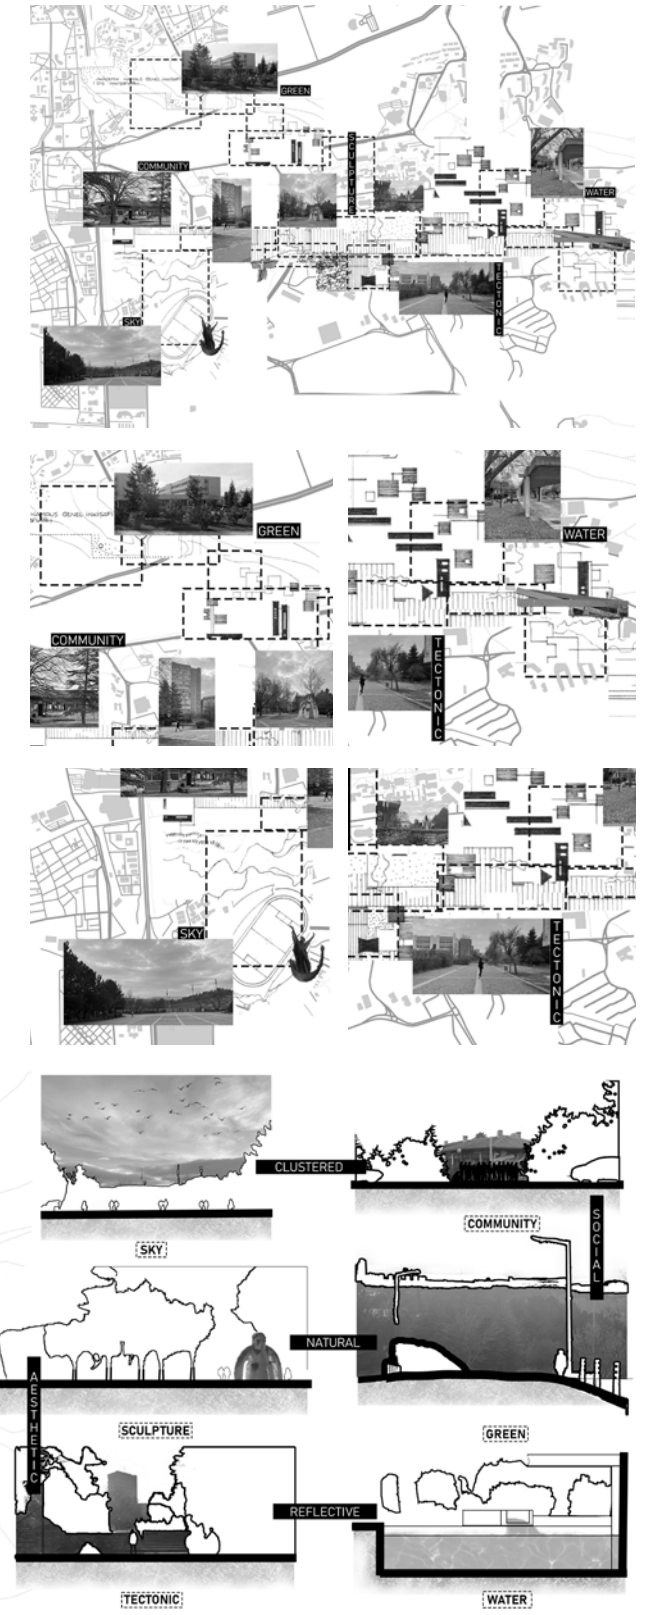 GREEN
SCULPTURE
COMMUNITY
WATER
TECTONIC
SKY
GREEN
COMMUNITY
WATER
TECTONIC
SKY
TECTONIC
CLUSTERED
SKY
COMMUNITY
SOCIAL
NATURAL
AESTHETIC
SCULPTURE
GREEN
REFLECTIVE
TECTONIC
WATER